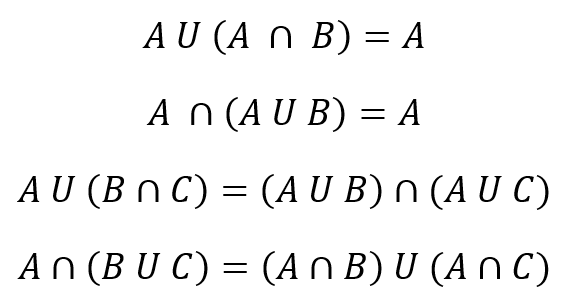 A U (A ∩ B) = A
A ∩ (A U B) = A
A U (B ∩ C) = (A U B) ∩ (A U C)
A ∩ (B U C) = (A ∩ B) U (A ∩ C)